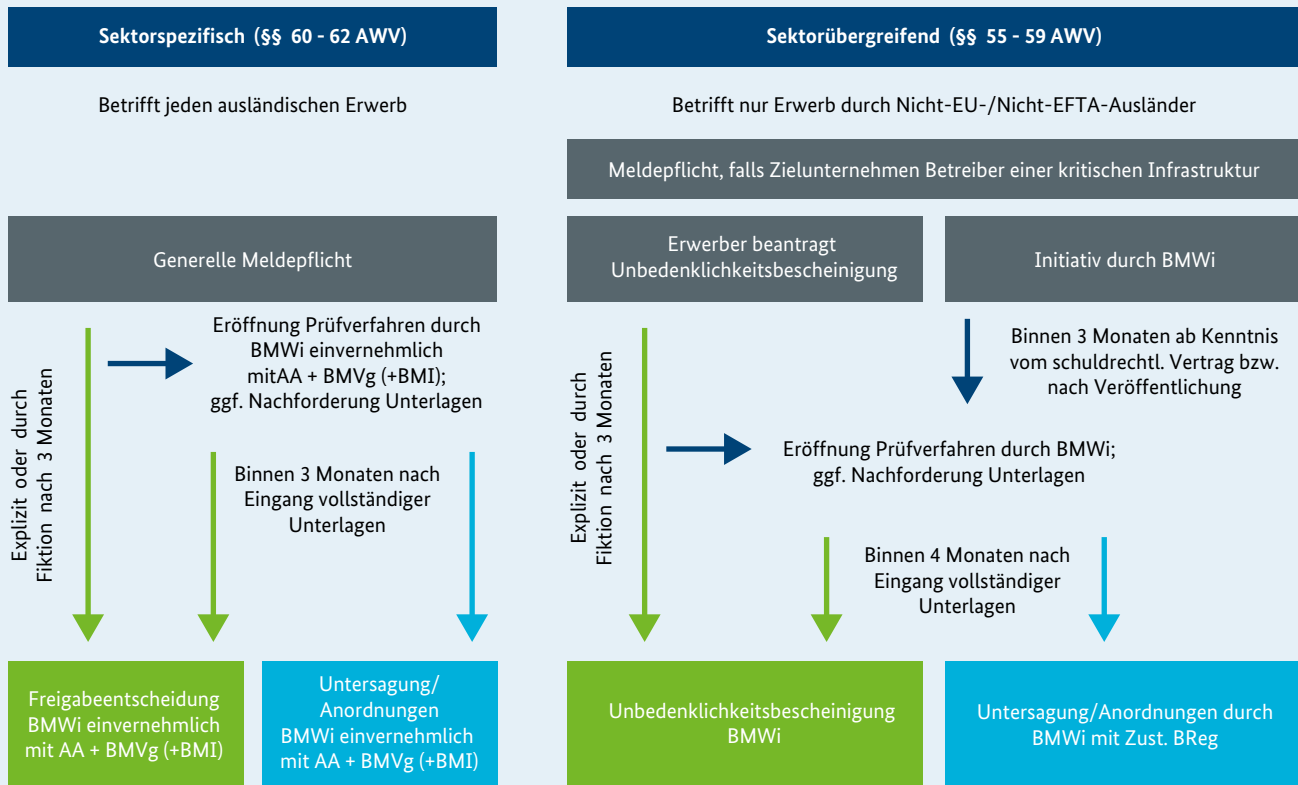 Sektorspezifisch (§§ 60 - 62 AWV)
Betrifft jeden ausländischen Erwerb
Generelle Meldepflicht
Explizit oder durch
Fiktion nach 3 Monaten
Eröffnung Prüfverfahren durch
BMWi einvernehmlich
mitAA + BMVg (+BMI);
ggf. Nachforderung Unterlagen
Binnen 3 Monaten nach
Eingang vollständiger
Unterlagen
Freigabeentscheidung
BMWi einvernehmlich
mit AA + BMVg (+BMI)
Untersagung/
Anordnungen
BMWi einvernehmlich
mit AA + BMVg (+BMI)
Sektorübergreifend (§§ 55 - 59 AWV)
Betrifft nur Erwerb durch Nicht-EU-/Nicht-EFTA-Ausländer
Meldepflicht, falls Zielunternehmen Betreiber einer kritischen Infrastruktur
Erwerber beantragt
Unbedenklichkeitsbescheinigung
Initiativ durch BMWi
Explizit oder durch
Fiktion nach 3 Monaten
Binnen 3 Monaten ab Kenntnis
vom schuldrechtl. Vertrag bzw.
nach Veröffentlichung
Eröffnung Prüfverfahren durch BMWi;
ggf. Nachforderung Unterlagen
Binnen 4 Monaten nach
Eingang vollständiger
Unterlagen
Unbedenklichkeitsbescheinigung
BMWi
Untersagung/Anordnungen durch
BMWi mit Zust. BReg